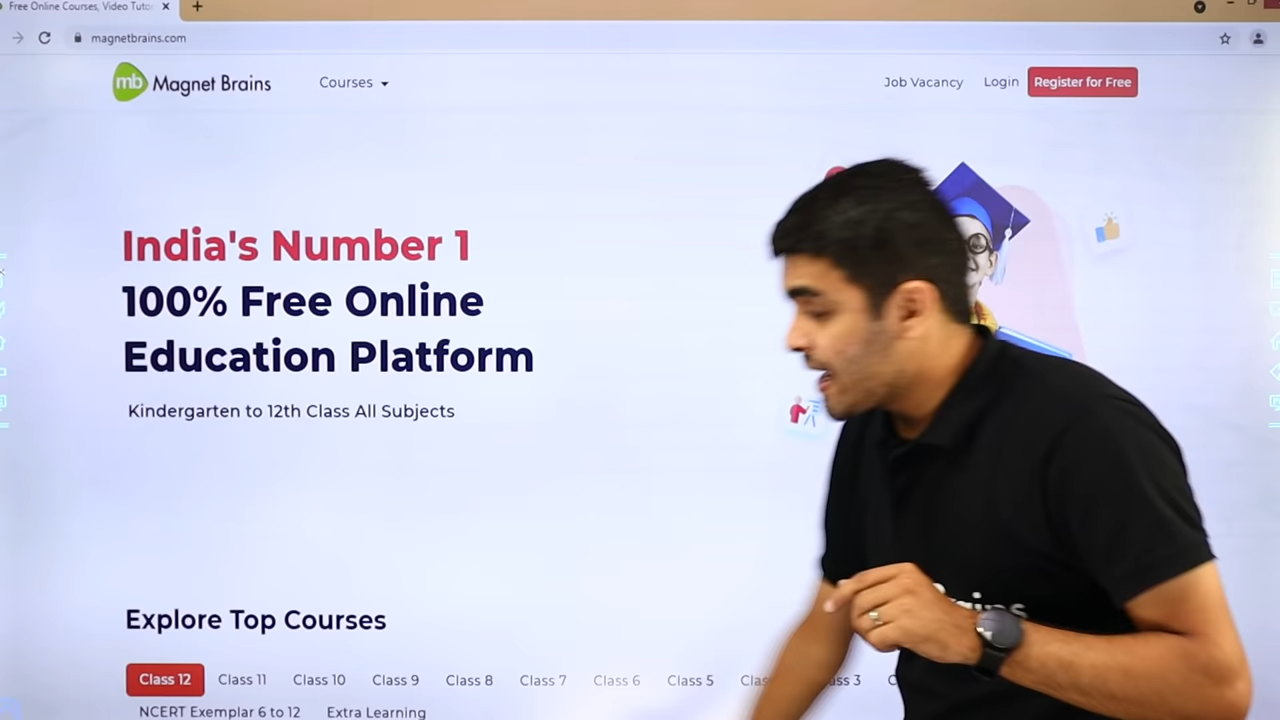 Free Online Courses, Video Tuto
magnetbrains.com
mb Magnet Brains
Courses
Job Vacancy
Login
Register for Free
India's Number 1
100% Free Online
Education Platform
Kindergarten to 12th Class All Subjects
Explore Top Courses
Class 12 Class 11 Class 10 Class 9 Class 8 Class 7 Class 6 Class 5
NCERT Exemplar 6 to 12 Extra Learning